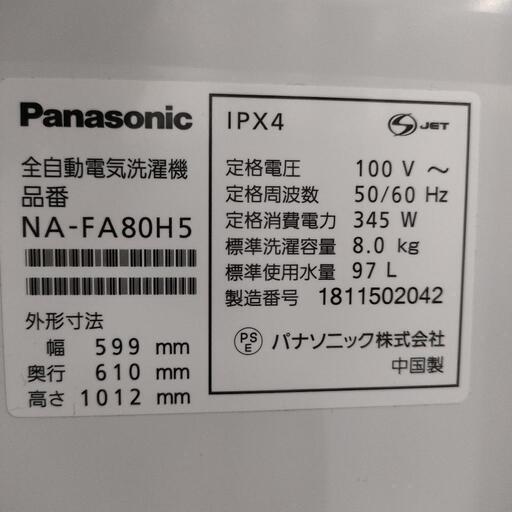 Panasonic
全自動電気洗濯機
品番
NA-FA80H5
外形寸法
幅 599 mm
奥行 610 mm
高さ 1012 mm
IPX4
S JET
定格電圧 100 V ～
定格周波数 50/60 Hz
定格消費電力 345 W
標準洗濯容量 8.0 kg
標準使用水量 97 L
製造番号 1811502042
PS E パナソニック株式会社
中国製